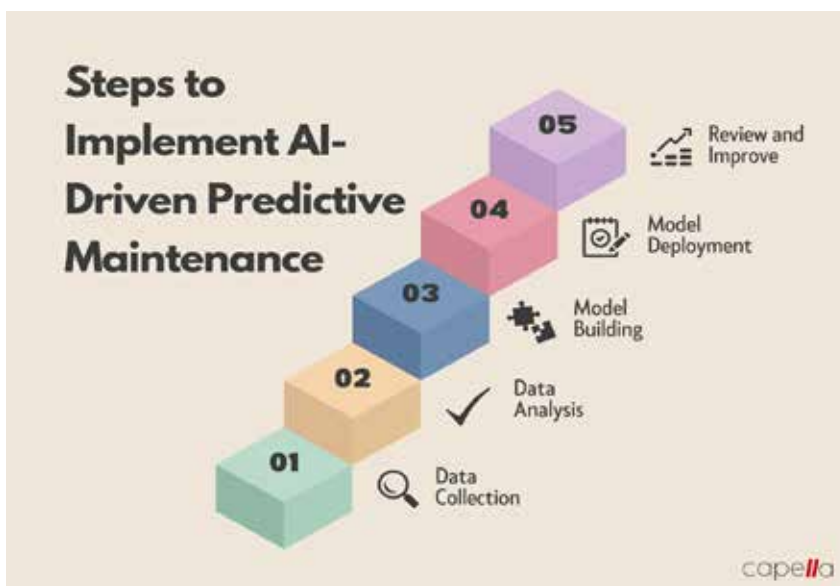 Steps to
Implement AI-
Driven Predictive
Maintenance
05
Review and
Improve
04
Model
Deployment
03
Model
Building
02
Data
Analysis
01
Data
Collection
capella